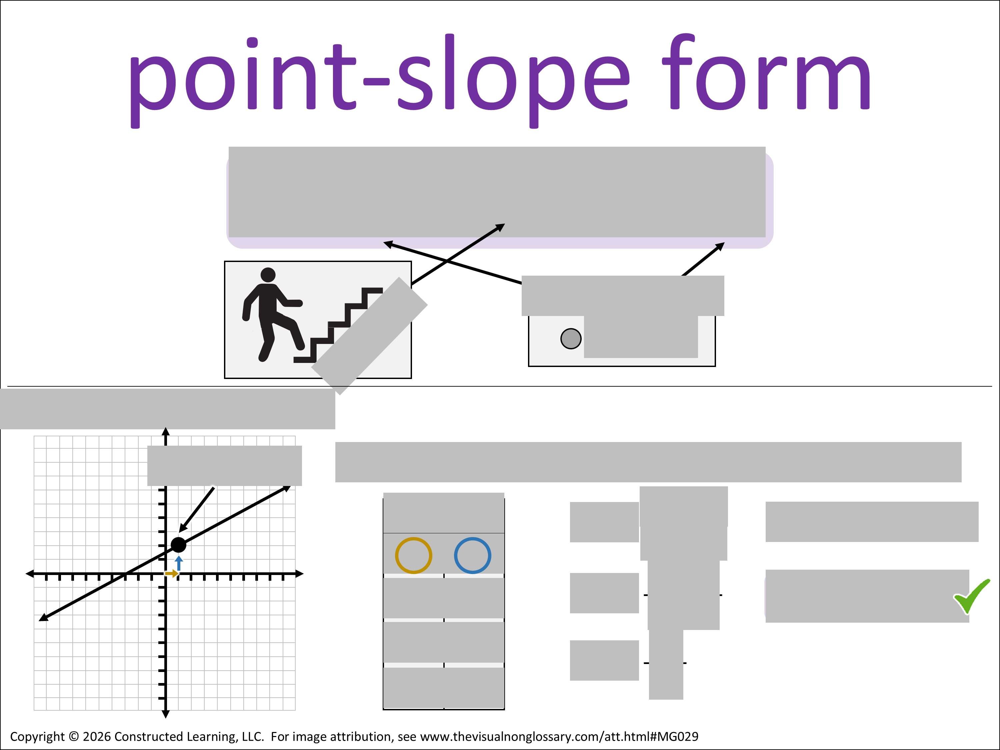 point-slope form
Copyright © 2026 Constructed Learning, LLC.  For image attribution, see www.thevisualnonglossary.com/att.html#MG029